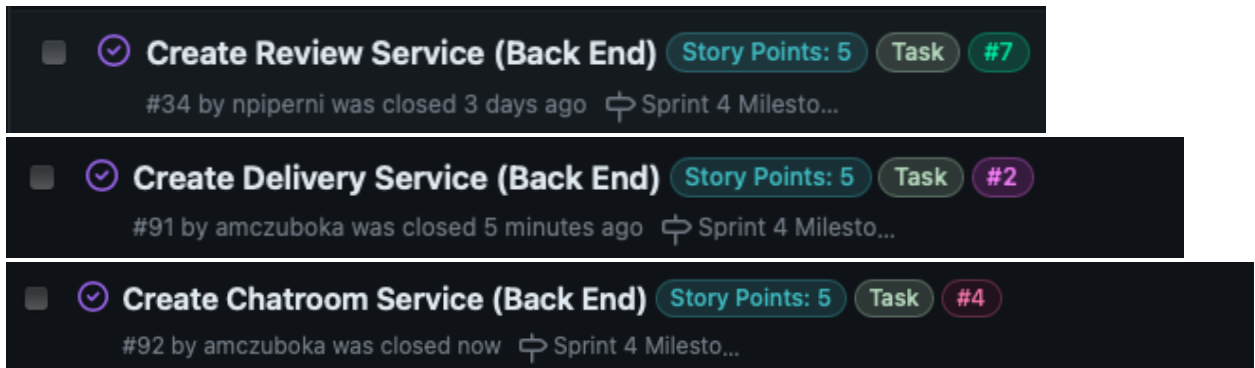 Create Review Service (Back End) Story Points: 5 Task #7
#34 by npiperni was closed 3 days ago Sprint 4 Milesto...
Create Delivery Service (Back End) Story Points: 5 Task #2
#91 by amczuboka was closed 5 minutes ago Sprint 4 Milesto...
Create Chatroom Service (Back End) Story Points: 5 Task #4
#92 by amczuboka was closed now Sprint 4 Milesto...